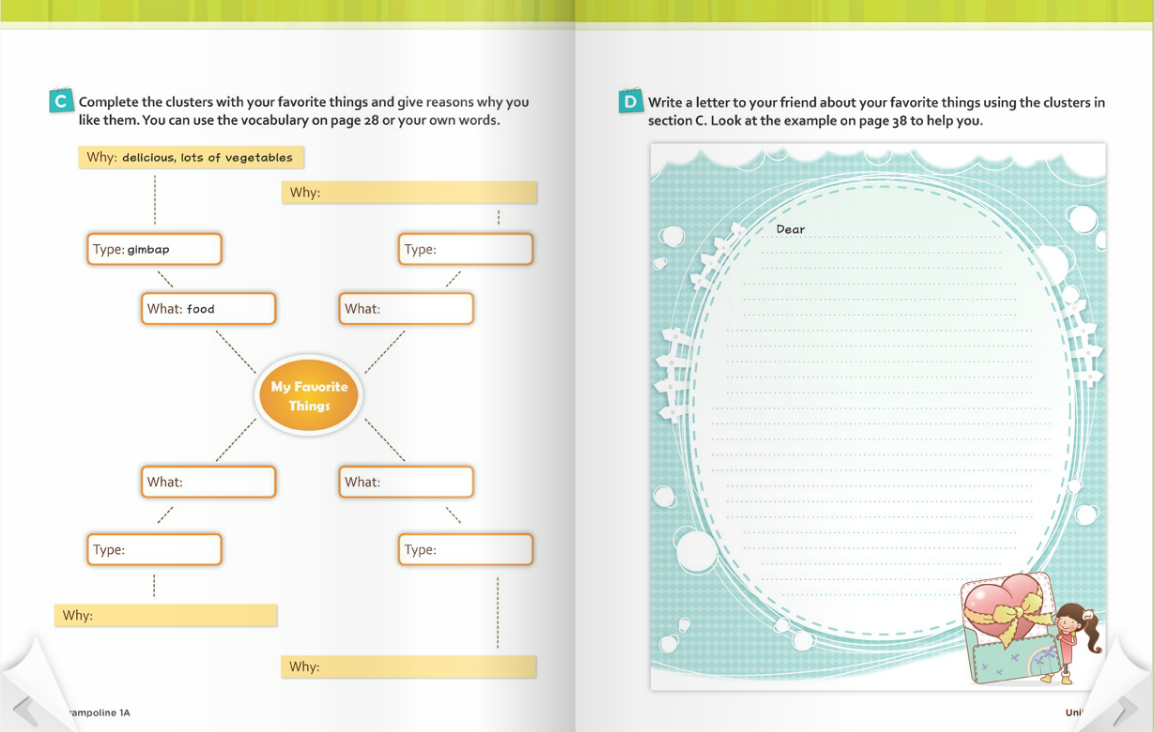 C Complete the clusters with your favorite things and give reasons why you
like them. You can use the vocabulary on page 28 or your own words.
Why: delicious, lots of vegetables
Why:
Type: gimbap
Type:
What: food
What:
My Favorite
Things
What:
What:
Type:
Type:
Why:
Why:
rampoline 1A
D Write a letter to your friend about your favorite things using the clusters in
section C. Look at the example on page 38 to help you.
Dear
Uni